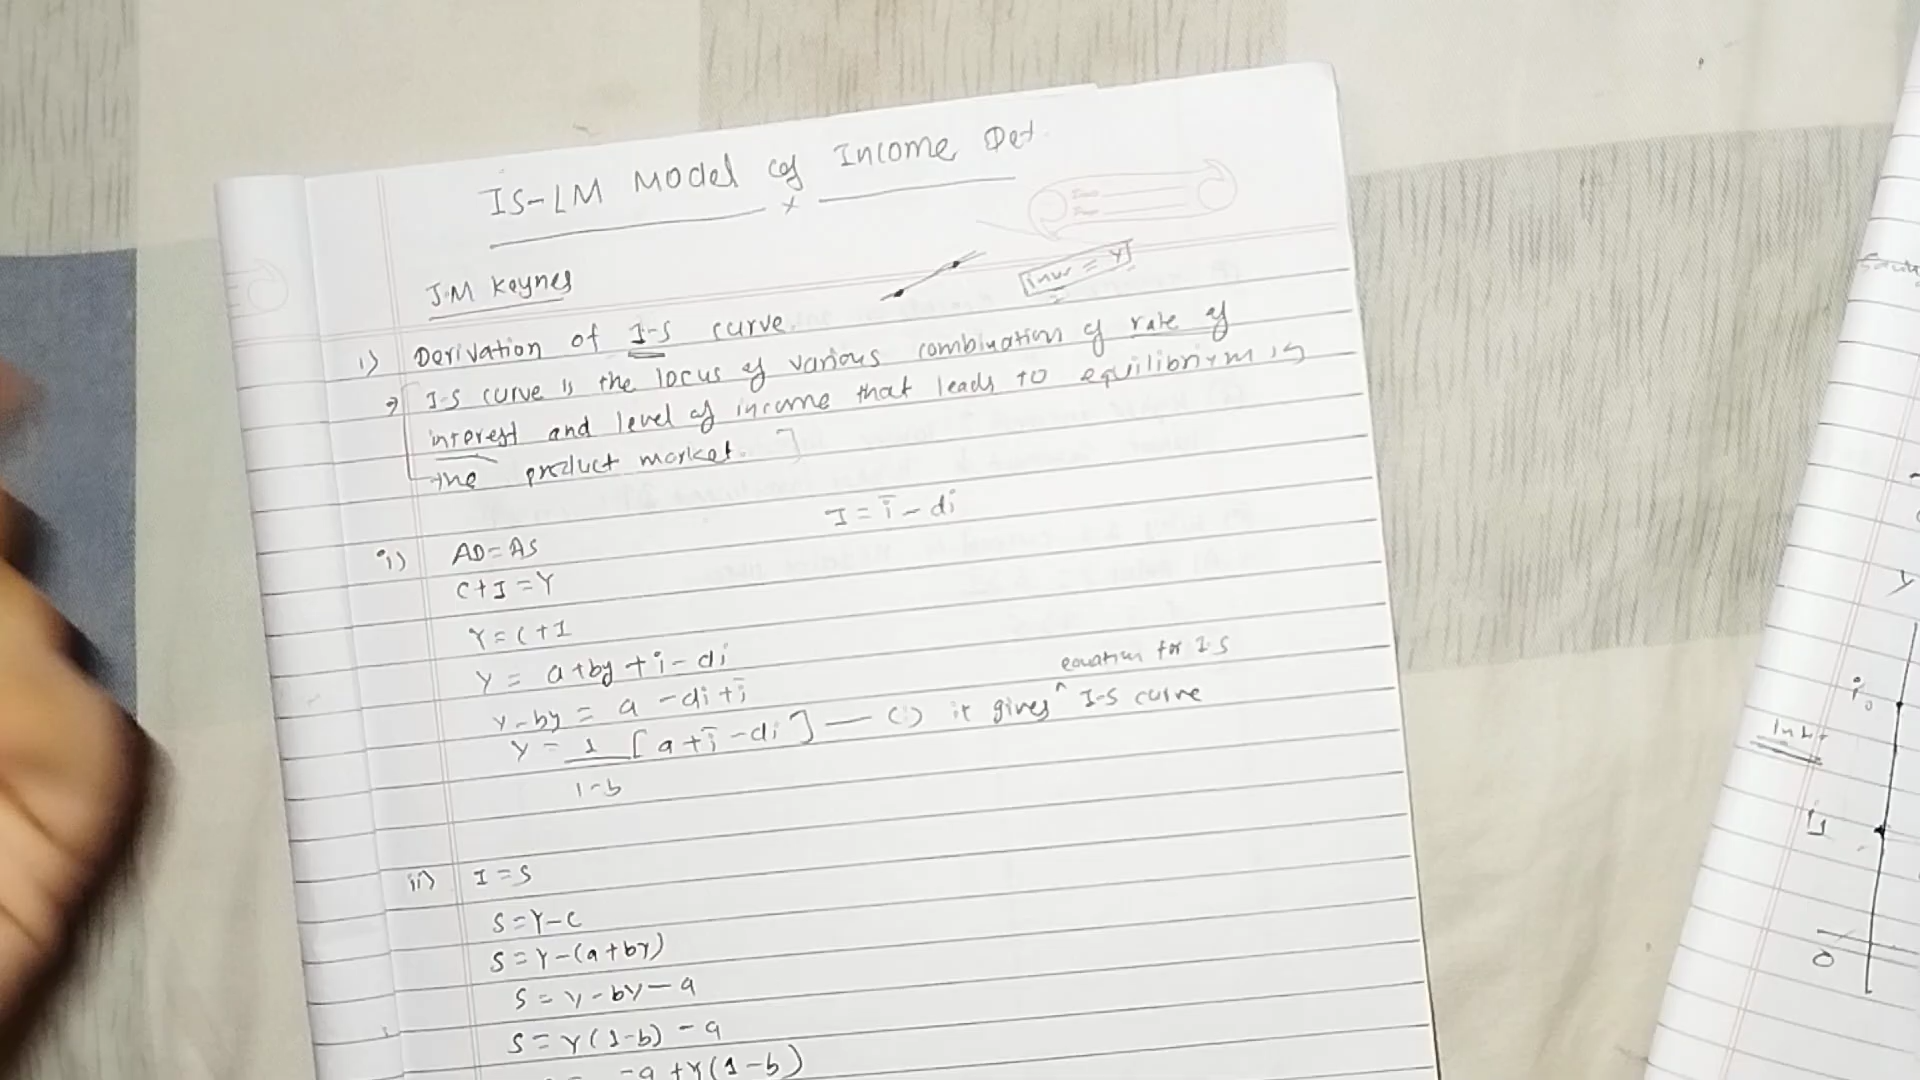 IS-LM Model of Income Det.
J.M Keynes
1) Derivation of I-S curve.
→ I-S curve is the locus of various combination of rate of
interest and level of income that leads to equilibrium in
the product market.
I = ī - di
i) AD = AS
C + I = Y
Y = C + I
Y = a + by + ī - di
Y - by = a - di + ī
Y = 1 [a + ī - di] — (i) it gives ^ I-S curve
equation for I-S
1-b
ii) I = S
S = Y - C
S = Y - (a + bY)
S = Y - bY - a
S = Y (1-b) - a
-a + Y (1-b)
Y
i₀
i₁
O